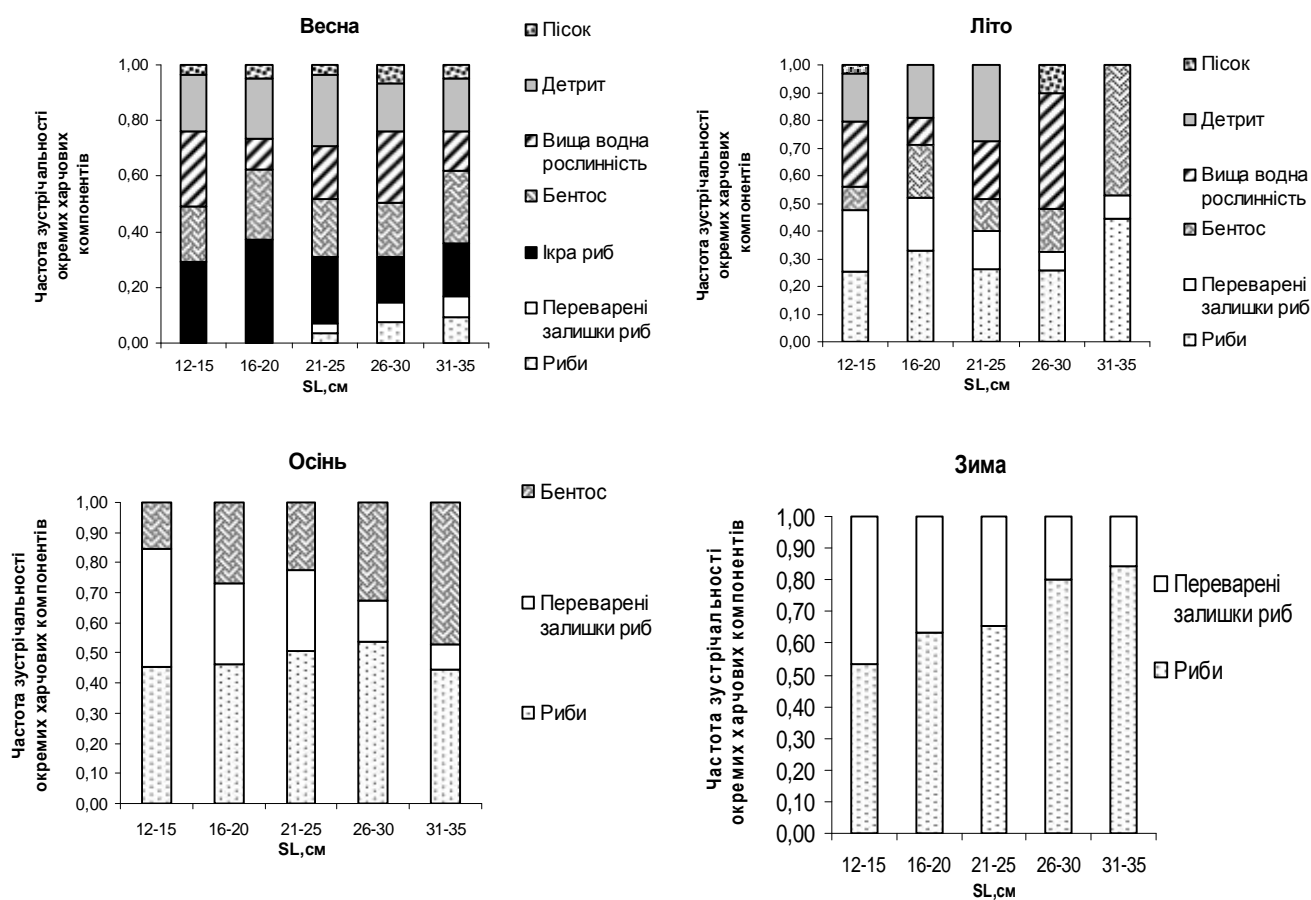 Весна
Частота зустрічальності
окремих харчових
компонентів
1,00
0,80
0,60
0,40
0,20
0,00
12-15
16-20
21-25
26-30
31-35
SL,см
Пісок
Детрит
Вища водна
рослинність
Бентос
Ікра риб
Переварені
залишки риб
Риби
Літо
Частота зустрічальності
окремих харчових
компонентів
1,00
0,90
0,80
0,70
0,60
0,50
0,40
0,30
0,20
0,10
0,00
12-15
16-20
21-25
26-30
31-35
SL,см
Пісок
Детрит
Вища водна
рослинність
Бентос
Переварені
залишки риб
Риби
Осінь
Частота зустрічальності
окремих харчових компонентів
1,00
0,90
0,80
0,70
0,60
0,50
0,40
0,30
0,20
0,10
0,00
12-15
16-20
21-25
26-30
31-35
SL,см
Бентос
Переварені
залишки риб
Риби
Зима
Частота зустрічальності
окремих харчових компонентів
1,00
0,90
0,80
0,70
0,60
0,50
0,40
0,30
0,20
0,10
0,00
12-15
16-20
21-25
26-30
31-35
SL,см
Переварені
залишки риб
Риби